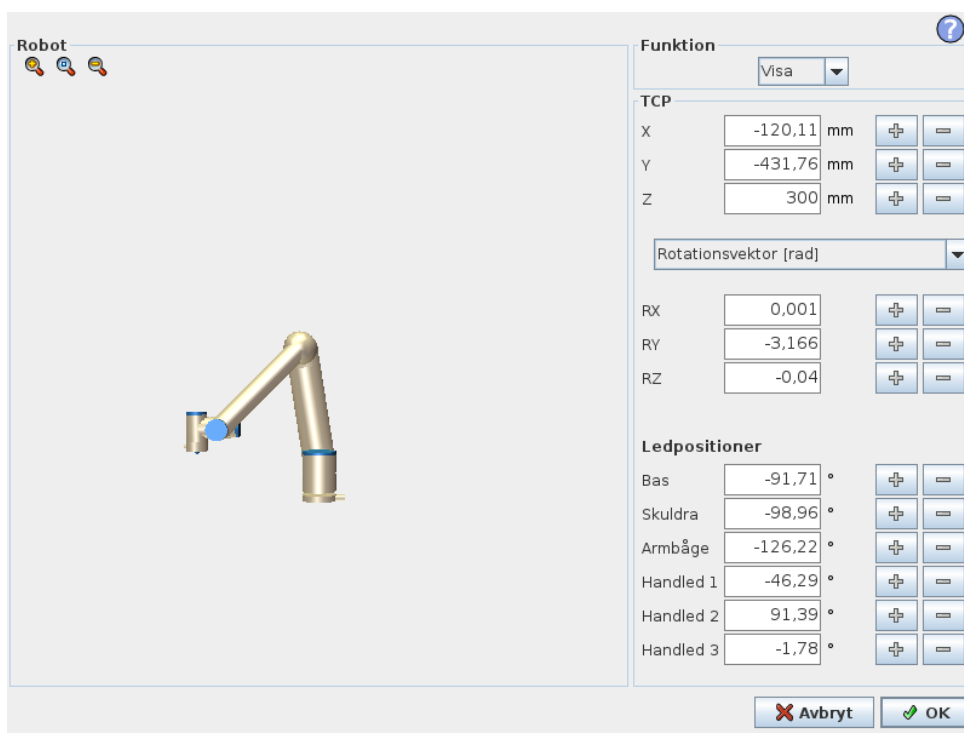 ?
Robot
Funktion
Visa
TCP
X -120,11 mm
Y -431,76 mm
Z 300 mm
Rotationsvektor [rad]
RX 0,001
RY -3,166
RZ -0,04
Ledpositioner
Bas -91,71 °
Skuldra -98,96 °
Armbåge -126,22 °
Handled 1 -46,29 °
Handled 2 91,39 °
Handled 3 -1,78 °
Avbryt OK